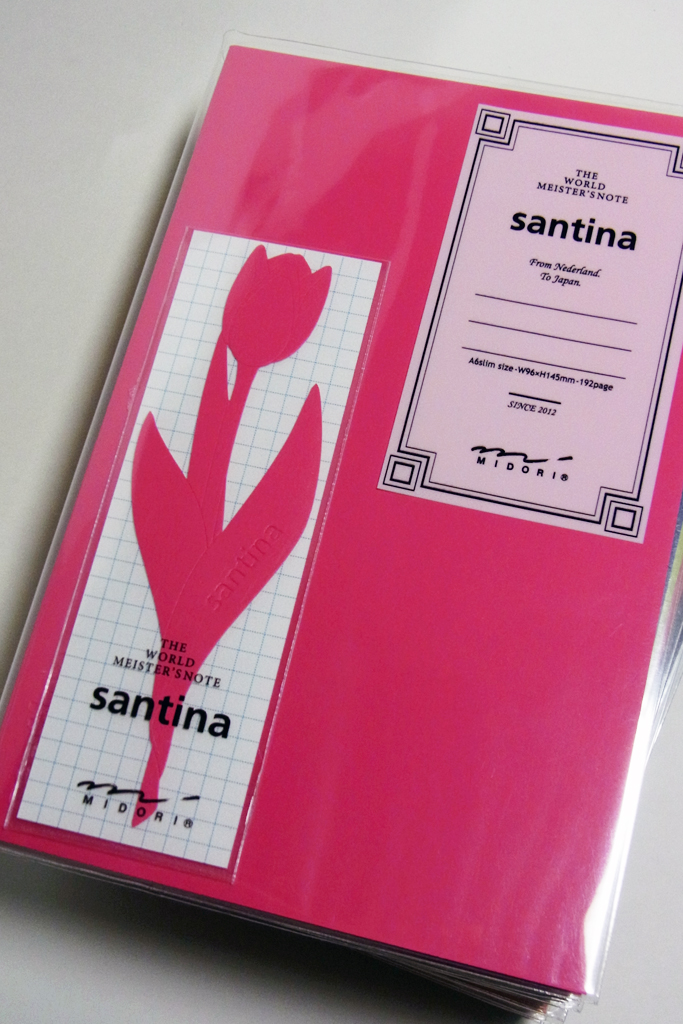 THE
WORLD
MEISTER'S NOTE
santina
From Nederland.
To Japan.
A6slim size-W96×H145mm-192page
SINCE 2012
MIDORI®
santina
THE
WORLD
MEISTER'S NOTE
santina
MIDORI®